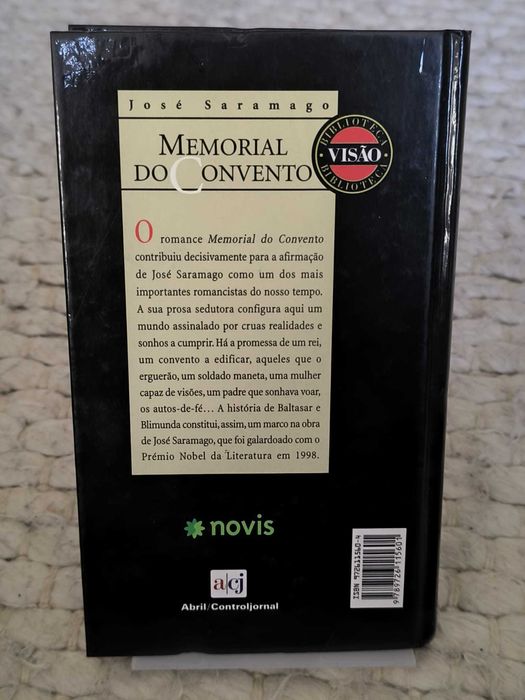 José Saramago
MEMORIAL
DO CONVENTO
BIBLIOTECA
VISÃO
BIBLIOTECA
O romance Memorial do Convento
contribuiu decisivamente para a afirmação
de José Saramago como um dos mais
importantes romancistas do nosso tempo.
A sua prosa sedutora configura aqui um
mundo assinalado por cruas realidades e
sonhos a cumprir. Há a promessa de um rei,
um convento a edificar, aqueles que o
erguerão, um soldado maneta, uma mulher
capaz de visões, um padre que sonhava voar,
os autos-de-fé... A história de Baltasar e
Blimunda constitui, assim, um marco na obra
de José Saramago, que foi galardoado com o
Prémio Nobel da Literatura em 1998.
novis
a/cj
Abril/Controljornal
ISBN 972611560-4
9789726115601